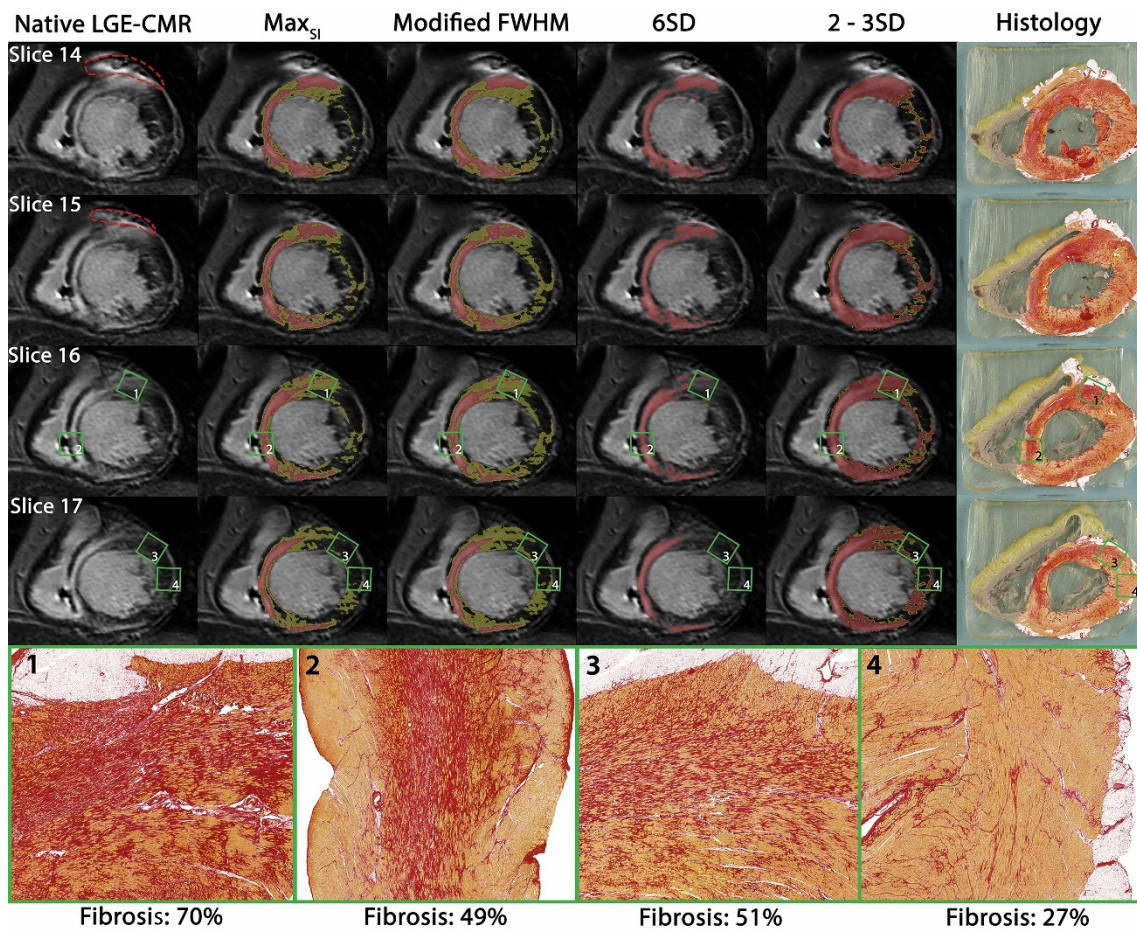 Native LGE-CMR Max_SI Modified FWHM 6SD 2 - 3SD Histology
Slice 14
Slice 15
Slice 16
1 1 1 1 1 1
2 2 2 2 2 2
Slice 17
3 3 3 3 3 3
4 4 4 4 4 4
1 2 3 4
Fibrosis: 70% Fibrosis: 49% Fibrosis: 51% Fibrosis: 27%